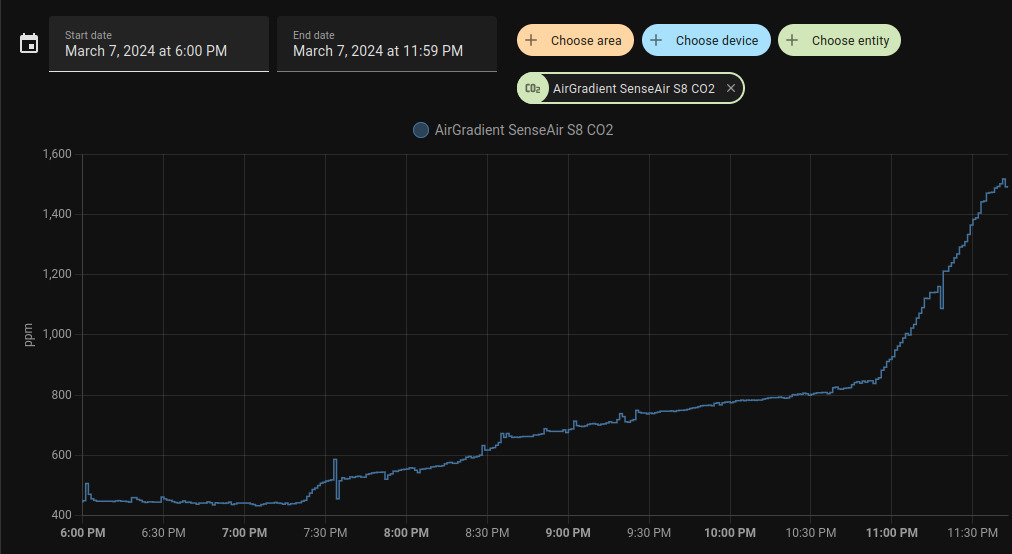 Start date
March 7, 2024 at 6:00 PM
End date
March 7, 2024 at 11:59 PM
Choose area
Choose device
Choose entity
CO₂ AirGradient SenseAir S8 CO2
AirGradient SenseAir S8 CO2
ppm
1,600
1,400
1,200
1,000
800
600
400
6:00 PM 6:30 PM 7:00 PM 7:30 PM 8:00 PM 8:30 PM 9:00 PM 9:30 PM 10:00 PM 10:30 PM 11:00 PM 11:30 PM